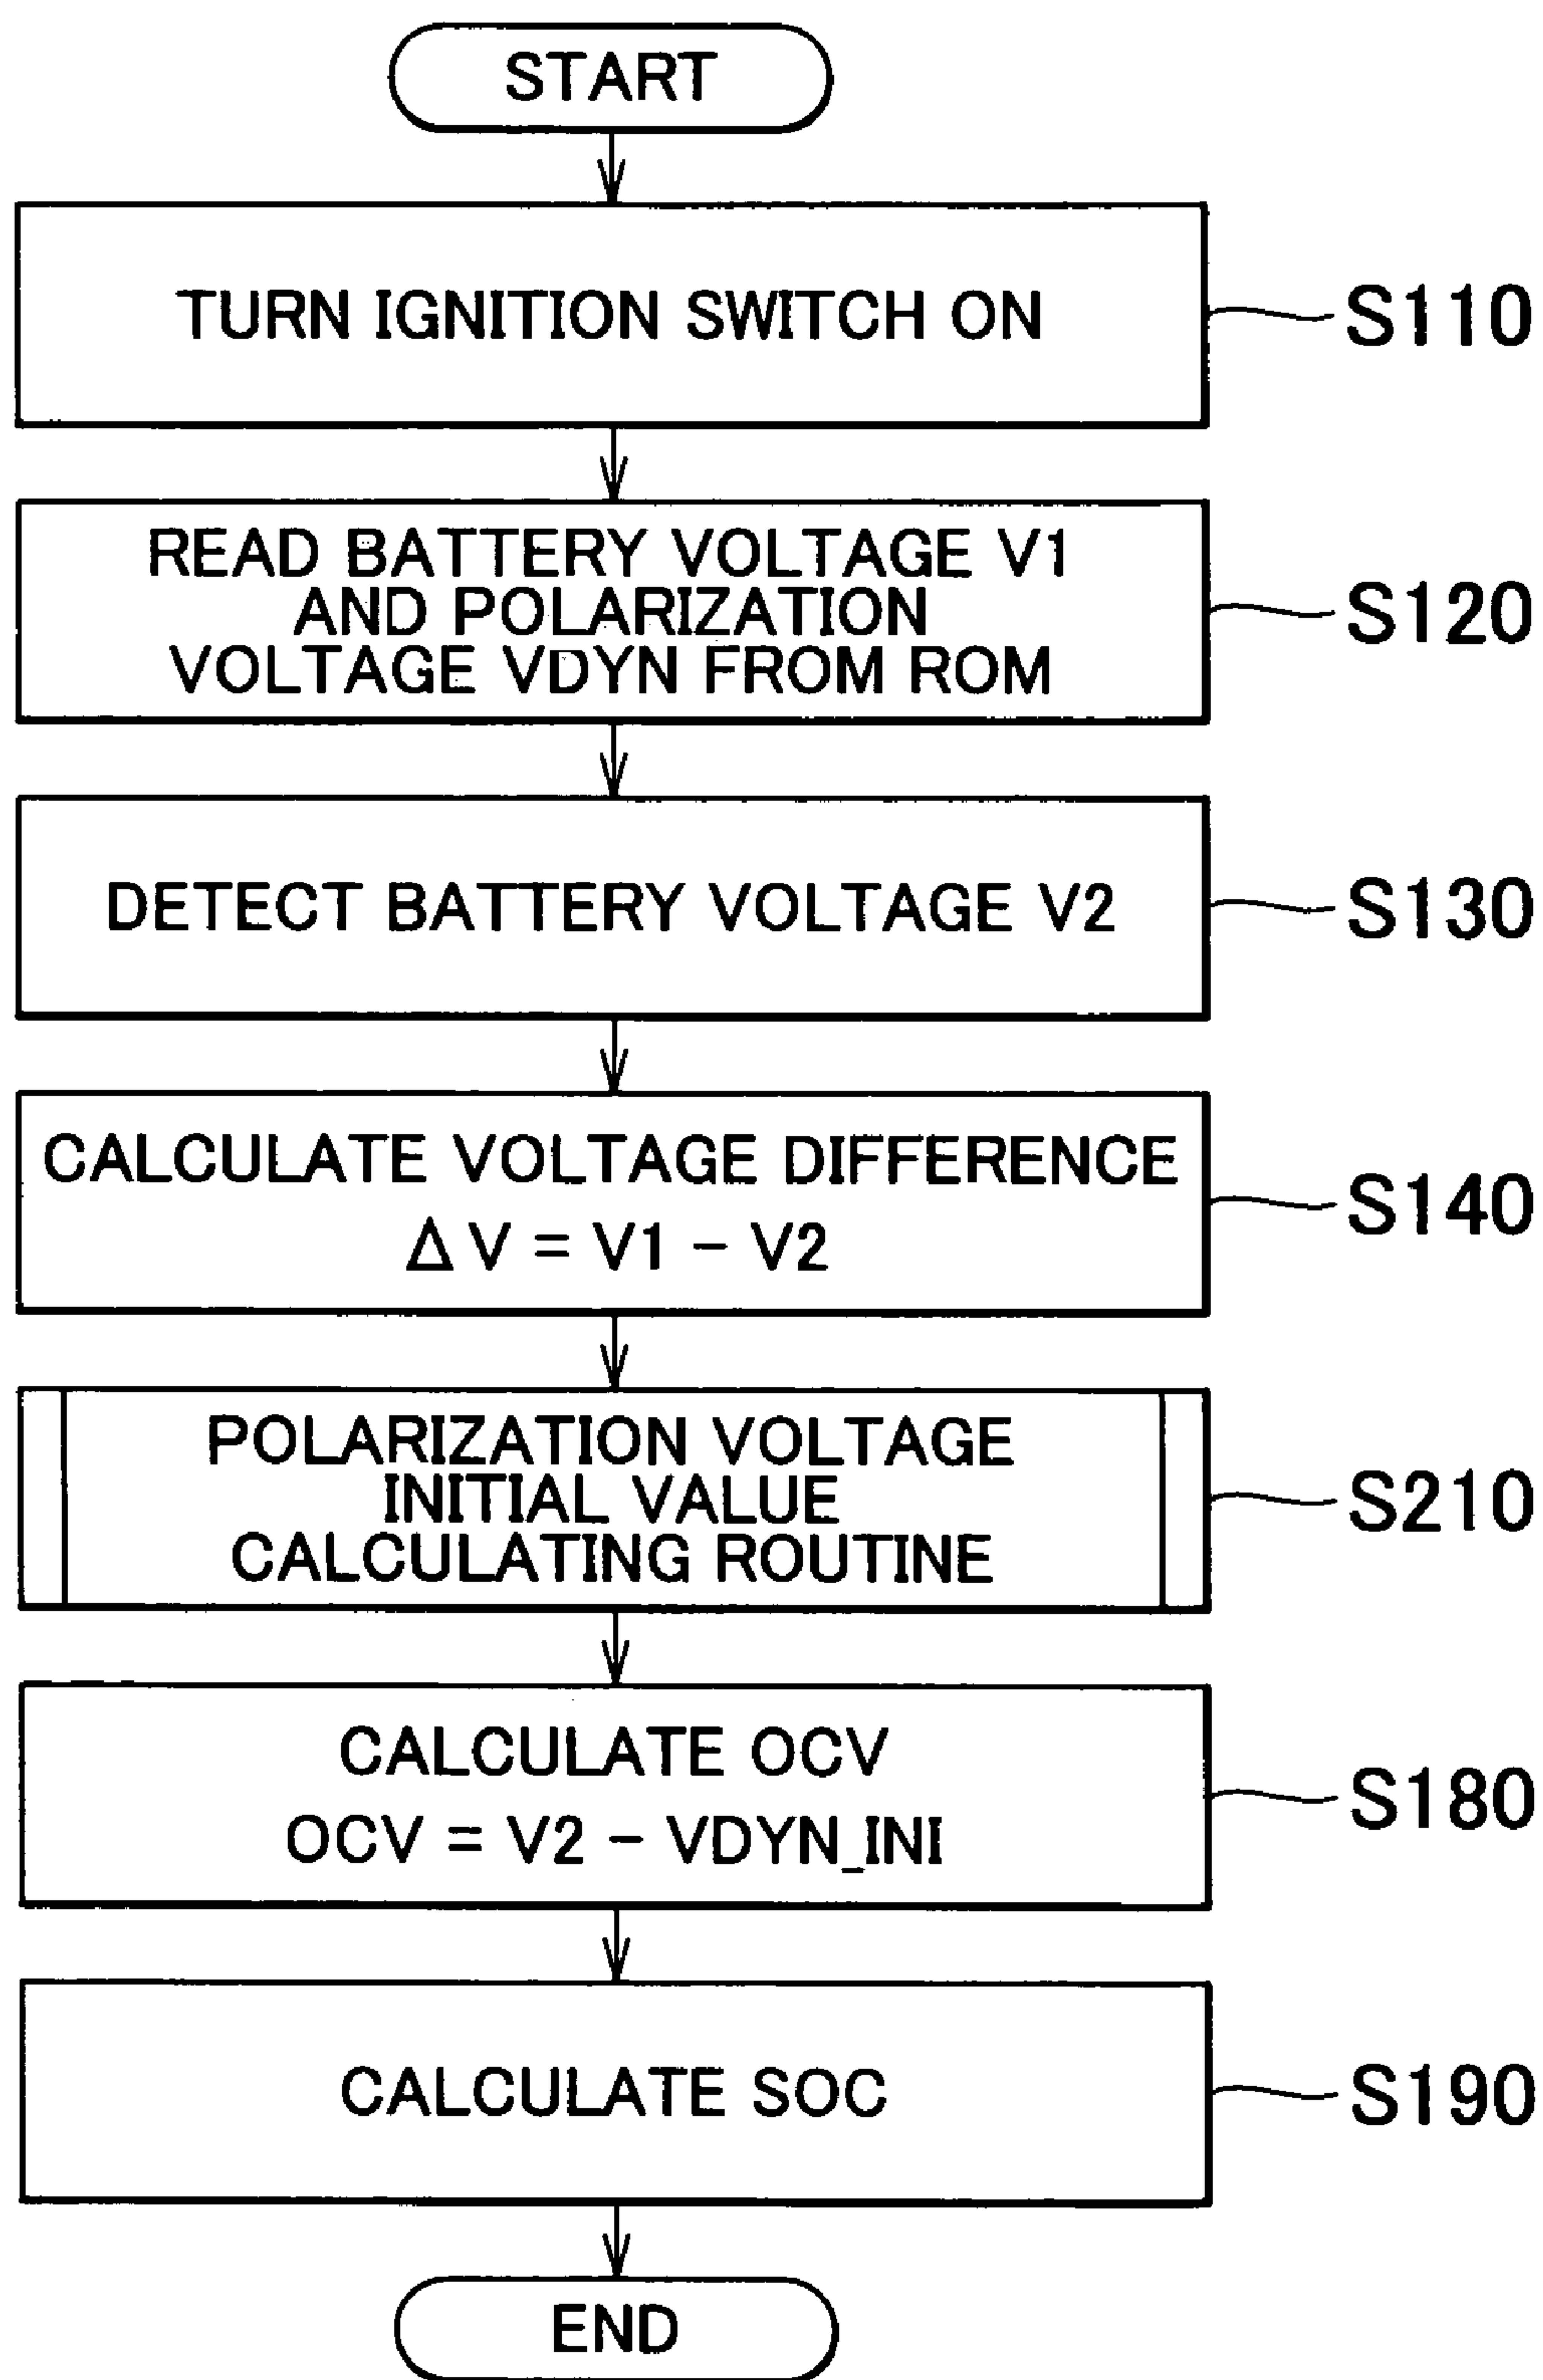 START
TURN IGNITION SWITCH ON
S110
READ BATTERY VOLTAGE V1
AND POLARIZATION
VOLTAGE VDYN FROM ROM
S120
DETECT BATTERY VOLTAGE V2
S130
CALCULATE VOLTAGE DIFFERENCE
Δ V = V1 − V2
S140
POLARIZATION VOLTAGE
INITIAL VALUE
CALCULATING ROUTINE
S210
CALCULATE OCV
OCV = V2 − VDYN_INI
S180
CALCULATE SOC
S190
END